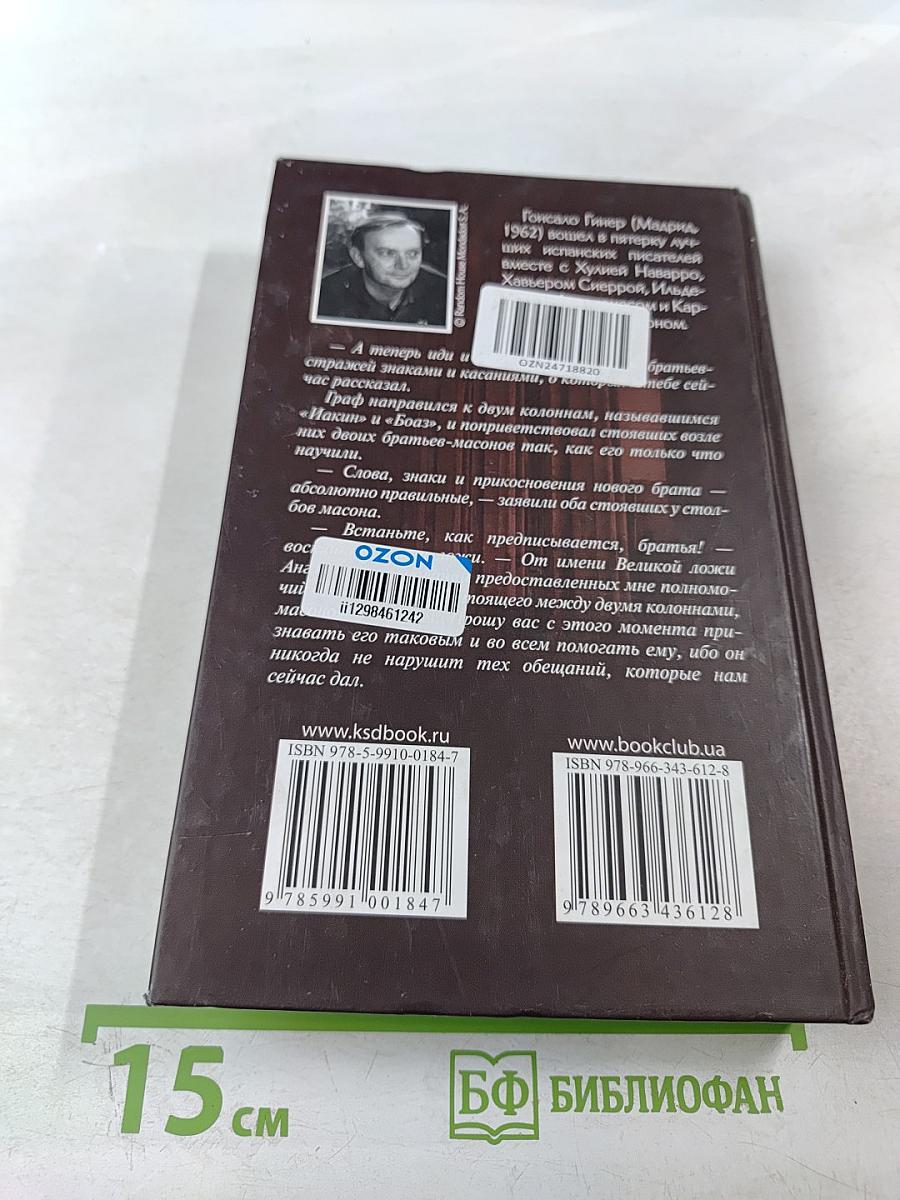 © Random House Mondadori S.A.
Гонсало Гинер (Мадрид,
1962) вошел в пятерку луч-
ших испанских писателей
вместе с Хулией Наварро,
Хавьером Сиеррой, Ильде-
и Кар-
OZN24718820
— А теперь иди и братьев-
стражей знаками и касаниями, о тебе сей-
час рассказал.
Граф направился к двум колоннам, называвшимся
«Иакин» и «Боаз», и поприветствовал стоявших возле
них двоих братьев-масонов так, как его только что
научили.
— Слова, знаки и прикосновения нового брата —
абсолютно правильные, — заявили оба стоявших у стол-
бов масона.
— Встаньте, как предписывается, братья! —
— От имени Великой ложи
предоставленных мне полномо-
между двумя колоннами,
прошу вас с этого момента при-
знавать его таковым и во всем помогать ему, ибо он
никогда не нарушит тех обещаний, которые нам
сейчас дал.
OZON
ii1298461242
www.ksdbook.ru
ISBN 978-5-9910-0184-7
9 785991 001847
www.bookclub.ua
ISBN 978-966-343-612-8
9 789663 436128
15 см
БФ БИБЛИОФАН